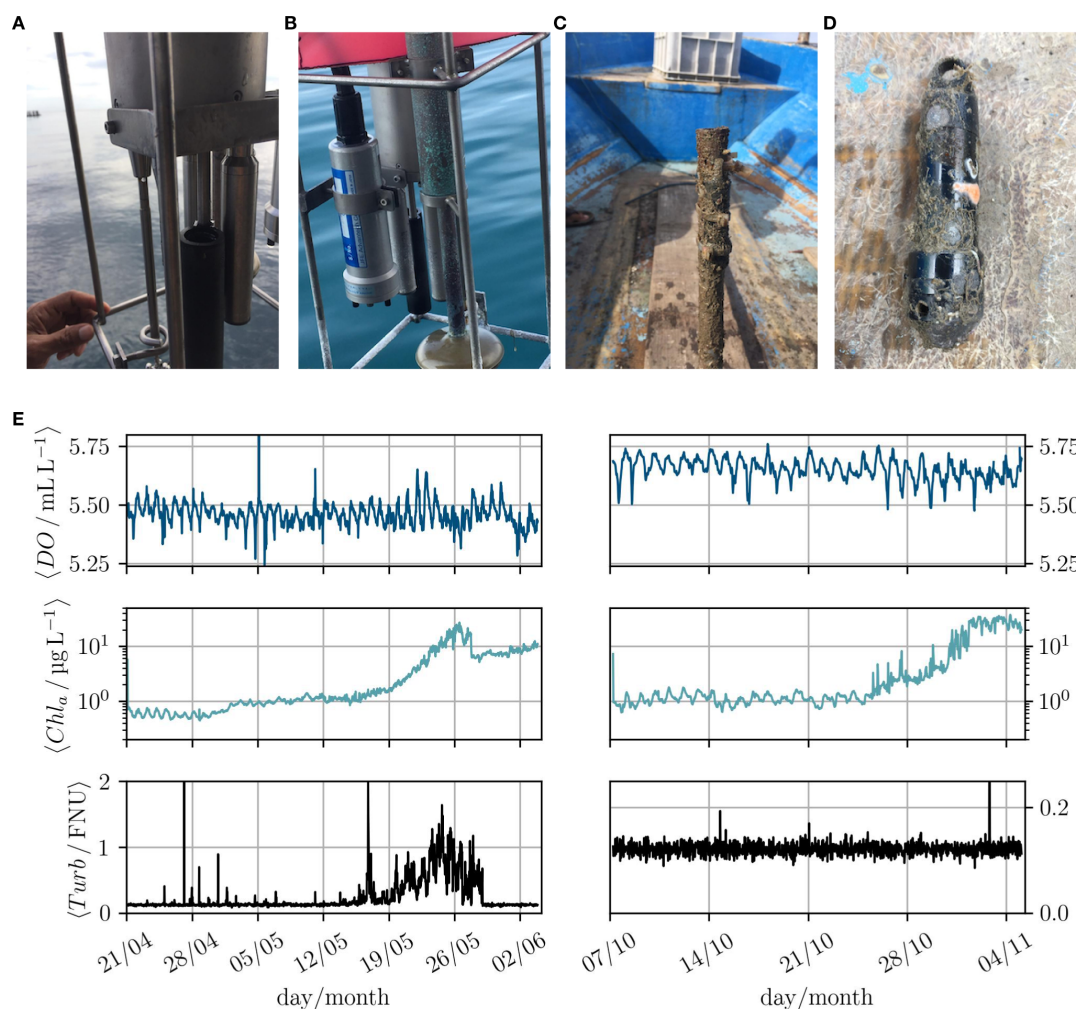 A B C D
E
⟨DO / mL L⁻¹⟩
5.75
5.50
5.25
5.75
5.50
5.25
⟨Chlₐ / µg L⁻¹⟩
10¹
10⁰
10¹
10⁰
⟨Turb / FNU⟩
2
1
0
0.2
0.0
21/04 28/04 05/05 12/05 19/05 26/05 02/06
07/10 14/10 21/10 28/10 04/11
day/month
day/month